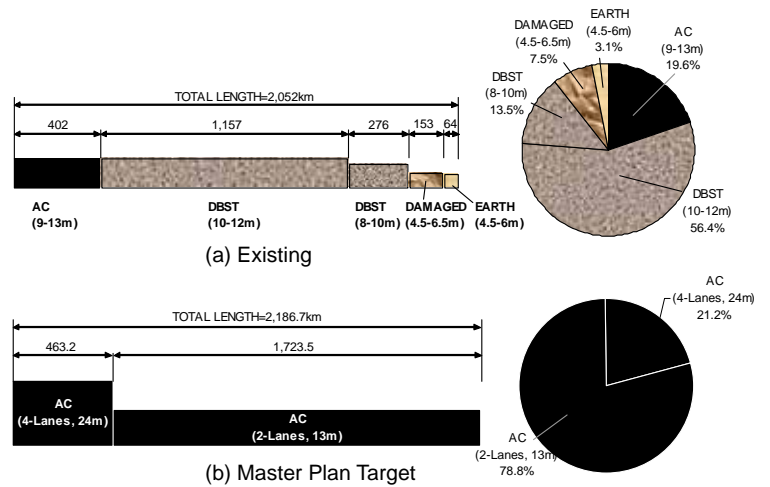 TOTAL LENGTH=2,052km
402
1,157
276
153
64
AC
(9-13m)
DBST
(10-12m)
DBST
(8-10m)
DAMAGED
(4.5-6.5m)
EARTH
(4.5-6m)
EARTH
(4.5-6m)
3.1%
DAMAGED
(4.5-6.5m)
7.5%
AC
(9-13m)
19.6%
DBST
(8-10m)
13.5%
DBST
(10-12m)
56.4%
(a) Existing
TOTAL LENGTH=2,186.7km
463.2
1,723.5
AC
(4-Lanes, 24m)
AC
(2-Lanes, 13m)
AC
(4-Lanes, 24m)
21.2%
AC
(2-Lanes, 13m)
78.8%
(b) Master Plan Target